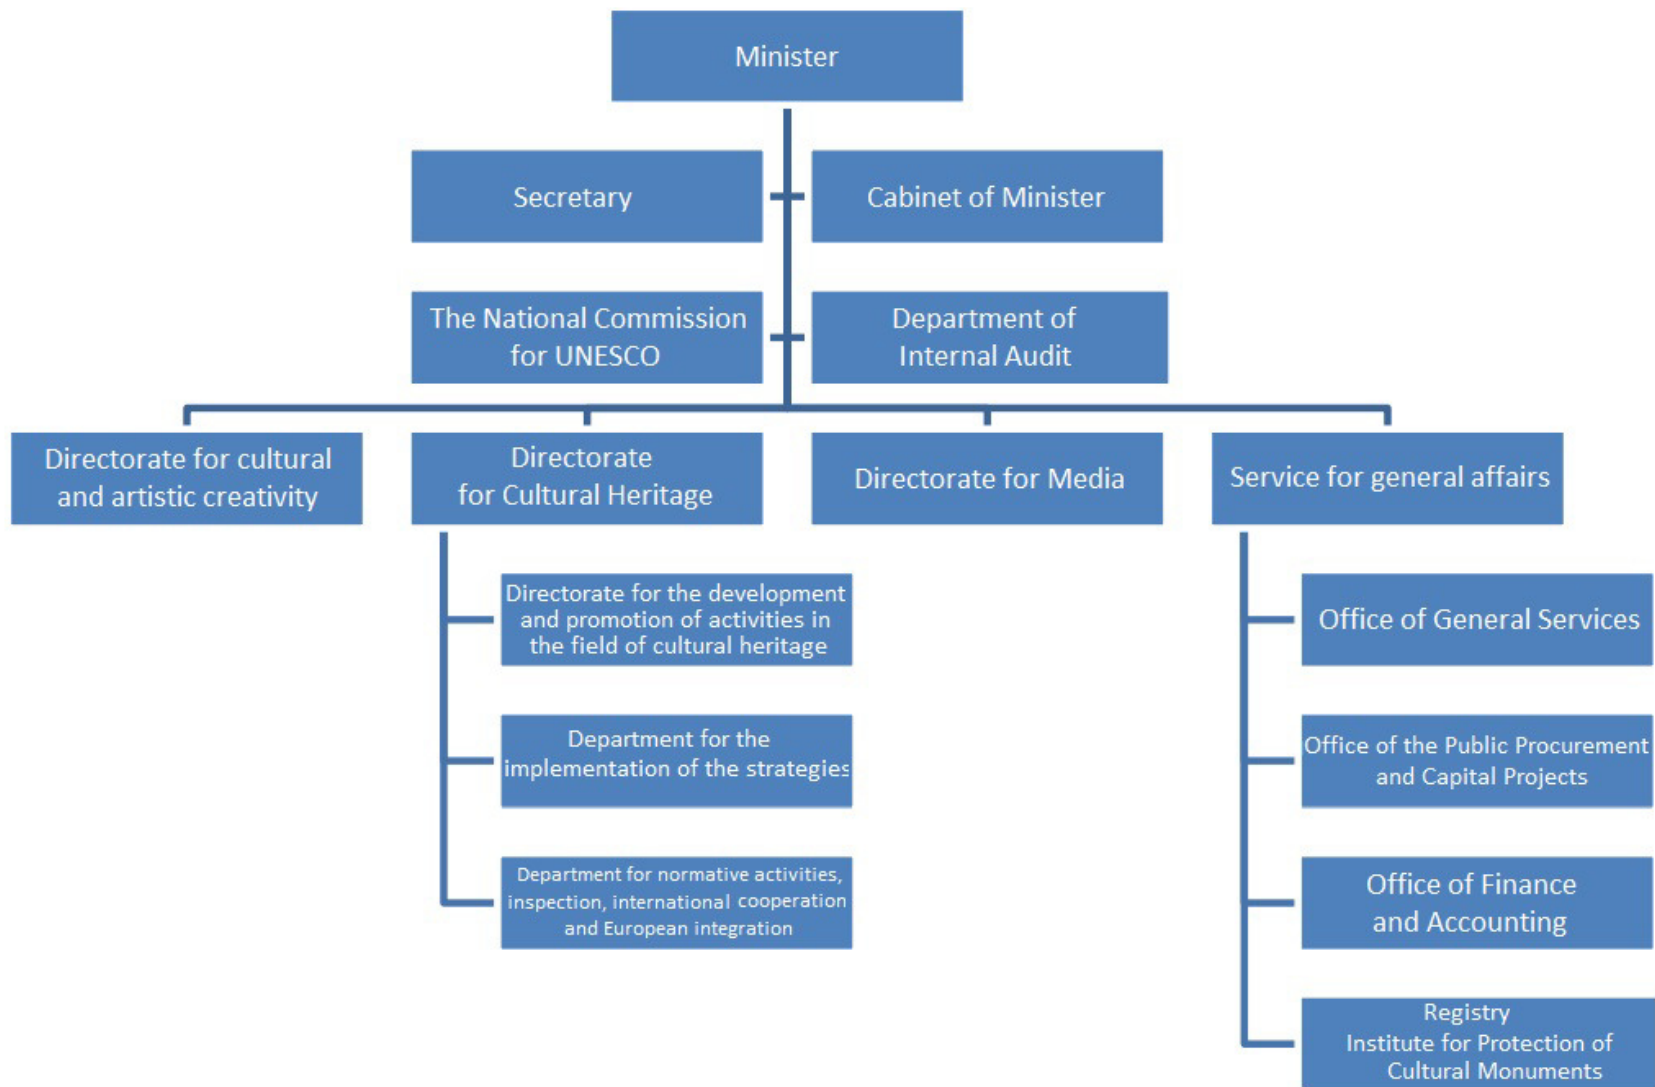 Minister
Secretary
Cabinet of Minister
The National Commission
for UNESCO
Department of
Internal Audit
Directorate for cultural
and artistic creativity
Directorate
for Cultural Heritage
Directorate for Media
Service for general affairs
Directorate for the development
and promotion of activities in
the field of cultural heritage
Department for the
implementation of the strategies
Department for normative activities,
inspection, international cooperation
and European integration
Office of General Services
Office of the Public Procurement
and Capital Projects
Office of Finance
and Accounting
Registry
Institute for Protection of
Cultural Monuments